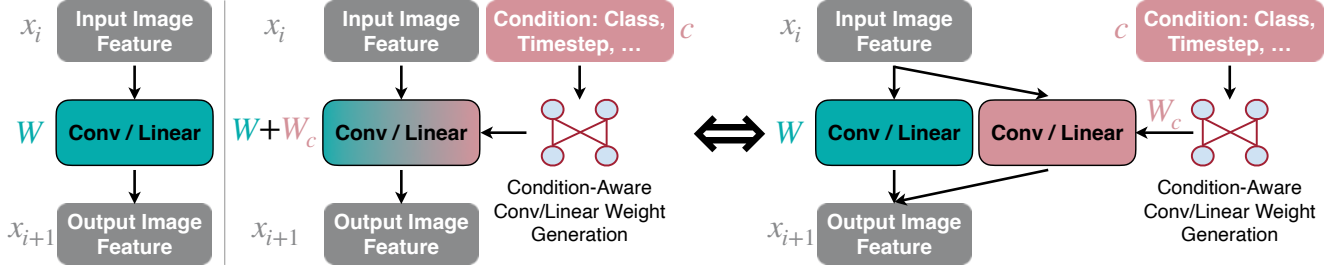 x_i
Input Image
Feature
W
Conv / Linear
x_{i+1}
Output Image
Feature
x_i
Input Image
Feature
Condition: Class,
Timestep, …
c
W+W_c
Conv / Linear
x_{i+1}
Output Image
Feature
Condition-Aware
Conv/Linear Weight
Generation
x_i
Input Image
Feature
c
Condition: Class,
Timestep, …
W
Conv / Linear
Conv / Linear
W_c
x_{i+1}
Output Image
Feature
Condition-Aware
Conv/Linear Weight
Generation